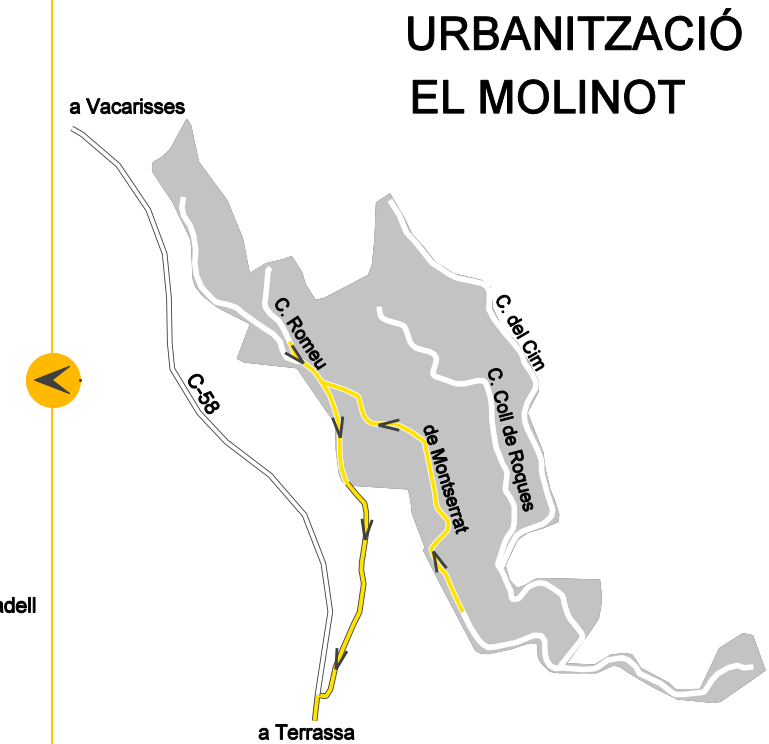 URBANITZACIÓ
EL MOLINOT
a Vacarisses
C. del Cim
C. Romeu
C. Coll de Roques
C-58
de Montserrat
adell
a Terrassa